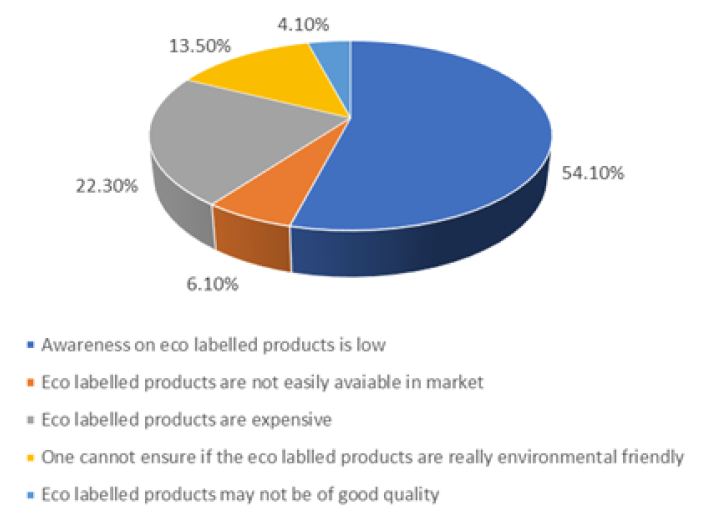 4.10%
13.50%
54.10%
22.30%
6.10%
Awareness on eco labelled products is low
Eco labelled products are not easily avaiable in market
Eco labelled products are expensive
One cannot ensure if the eco lablled products are really environmental friendly
Eco labelled products may not be of good quality